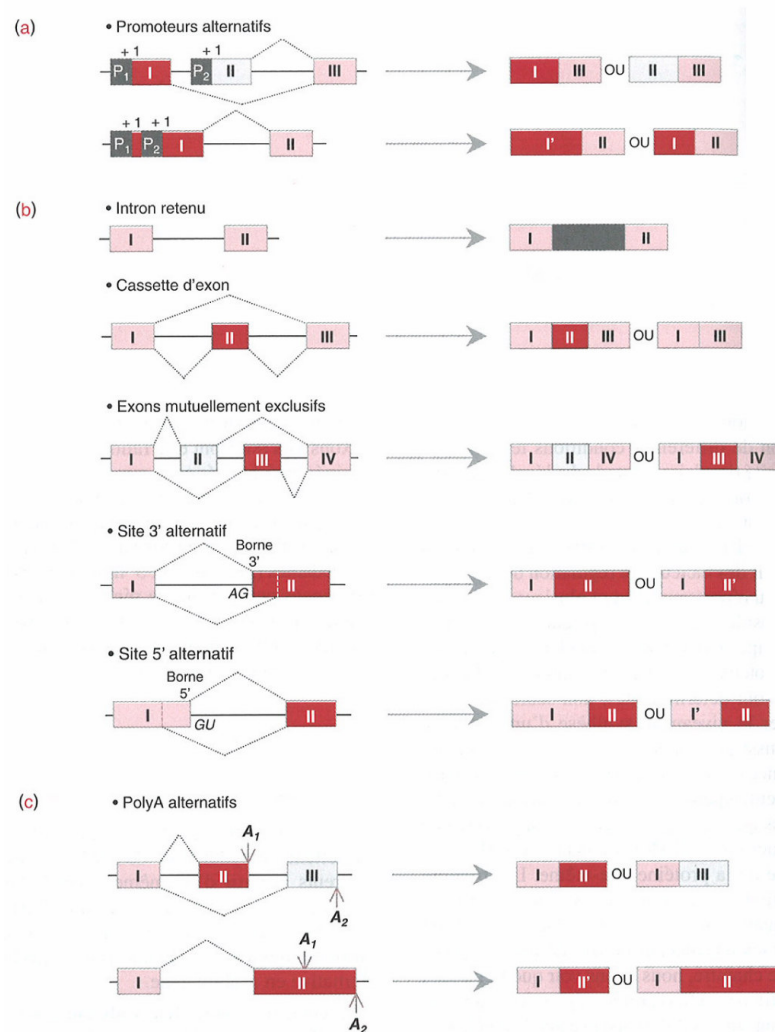 (a)
• Promoteurs alternatifs
+ 1 + 1
P1 I P2 II III I III OU II III
+ 1 + 1
P1 P2 I II I' II OU I II
(b)
• Intron retenu
I II I II
• Cassette d'exon
I II III I II III OU I III
• Exons mutuellement exclusifs
I II III IV I II IV OU I III IV
• Site 3' alternatif
Borne
3'
I AG II I II OU I II'
• Site 5' alternatif
Borne
5'
I GU II I II OU I' II
(c)
• PolyA alternatifs
A1
I II III I II OU I III
A2
A1
I II I II' OU I II
A2